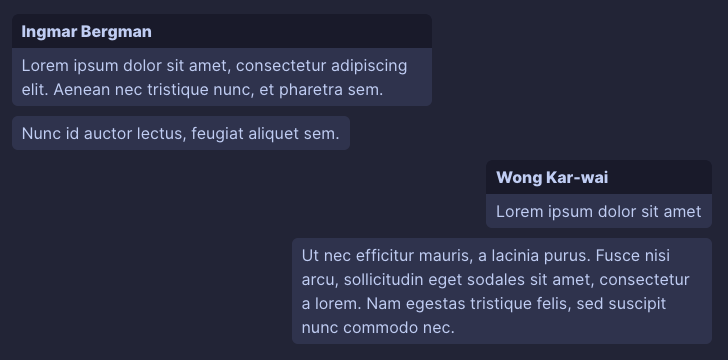 Ingmar Bergman
Lorem ipsum dolor sit amet, consectetur adipiscing
elit. Aenean nec tristique nunc, et pharetra sem.
Nunc id auctor lectus, feugiat aliquet sem.
Wong Kar-wai
Lorem ipsum dolor sit amet
Ut nec efficitur mauris, a lacinia purus. Fusce nisi
arcu, sollicitudin eget sodales sit amet, consectetur
a lorem. Nam egestas tristique felis, sed suscipit
nunc commodo nec.